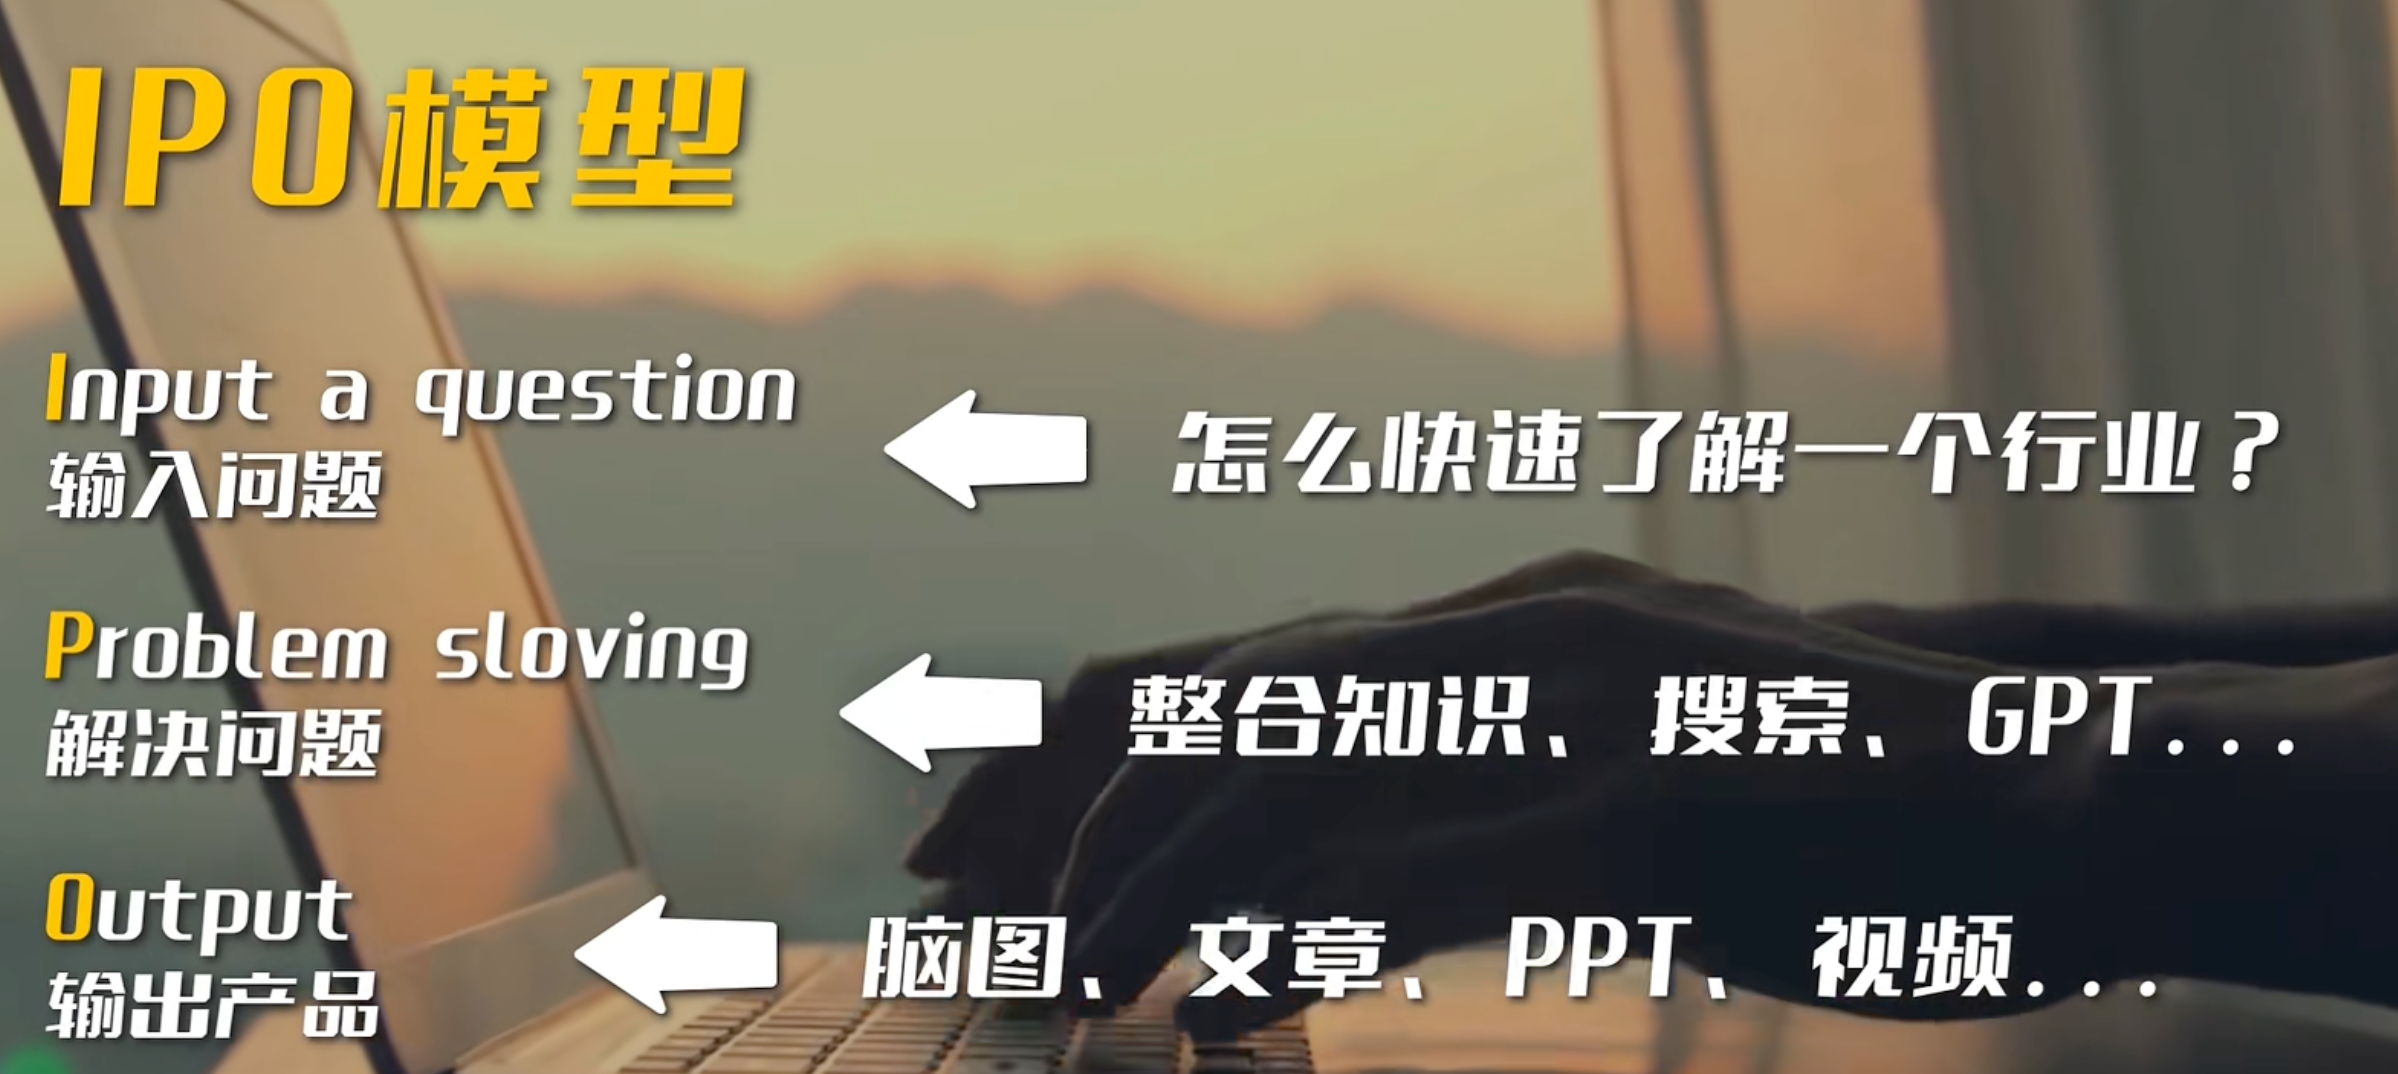 IPO模型
Input a question
输入问题
怎么快速了解一个行业？
Problem sloving
解决问题
整合知识、搜索、GPT...
Output
输出产品
脑图、文章、PPT、视频...